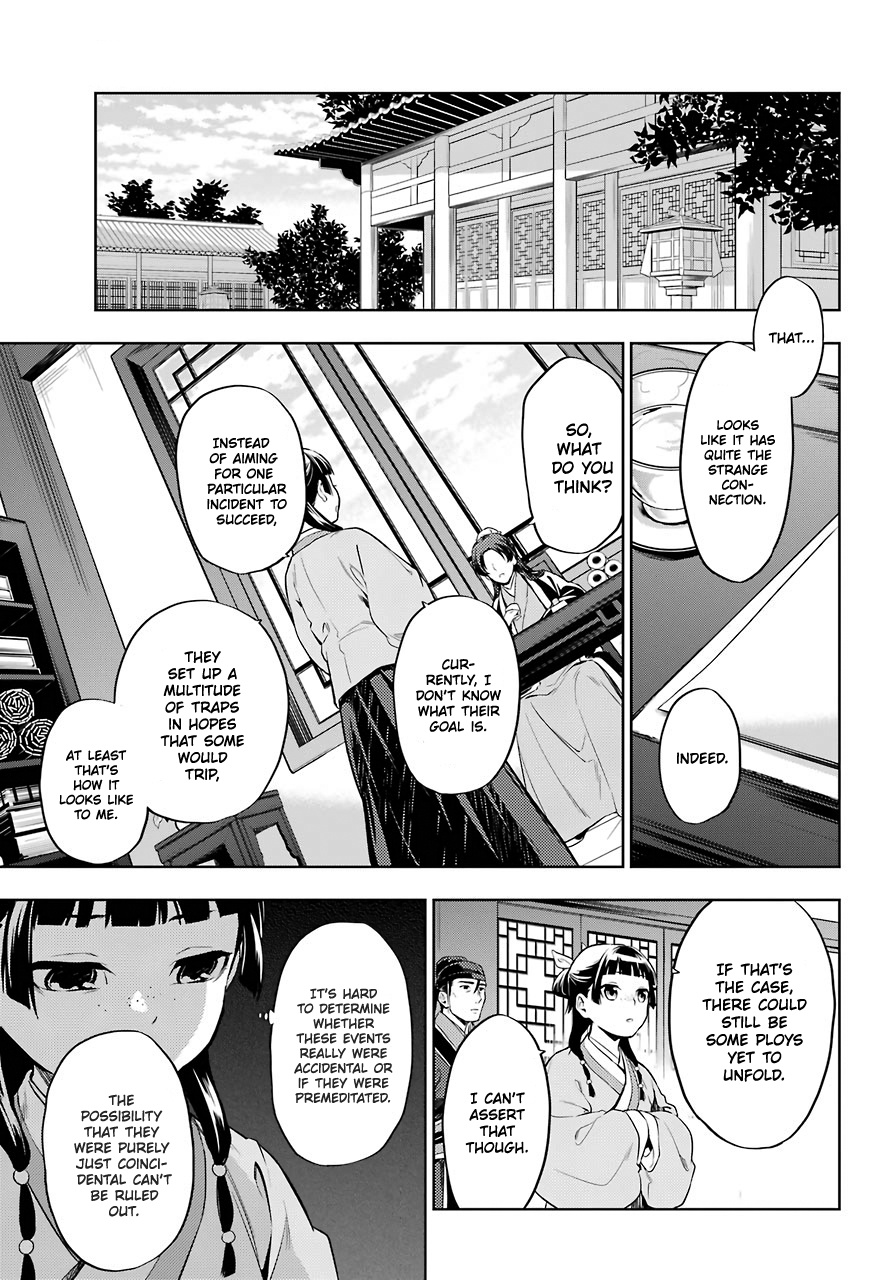 THAT...
LOOKS
LIKE IT HAS
QUITE THE
STRANGE
CON-
NECTION.
INDEED.
SO,
WHAT
DO YOU
THINK?
CUR-
RENTLY, I
DON'T KNOW
WHAT THEIR
GOAL IS.
INSTEAD
OF AIMING
FOR ONE
PARTICULAR
INCIDENT TO
SUCCEED,
THEY
SET UP A
MULTITUDE
OF TRAPS
IN HOPES
THAT SOME
WOULD
TRIP,
AT LEAST
THAT'S
HOW IT
LOOKS LIKE
TO ME.
IF THAT'S
THE CASE,
THERE COULD
STILL BE
SOME PLOYS
YET TO
UNFOLD.
I CAN'T
ASSERT
THAT
THOUGH.
IT'S HARD
TO DETERMINE
WHETHER
THESE EVENTS
REALLY WERE
ACCIDENTAL OR
IF THEY WERE
PREMEDITATED.
THE
POSSIBILITY
THAT THEY
WERE PURELY
JUST COINCI-
DENTAL CAN'T
BE RULED
OUT.